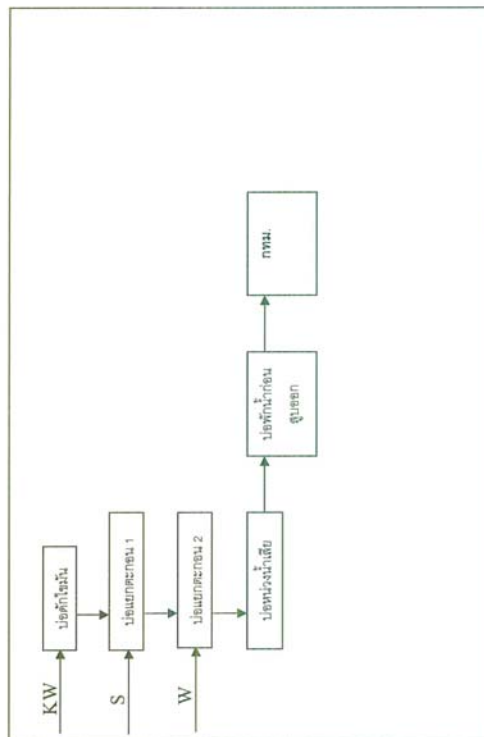 KW
บ่อดักไขมัน
S
บ่อแยกตะกอน 1
W
บ่อแยกตะกอน 2
บ่อหน่วงน้ำเสีย
บ่อพักน้ำก่อน
สูบออก
กทม.